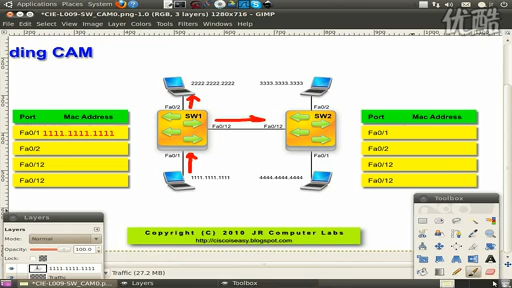 Applications Places System
*CIE-L009-SW_CAM0.png-1.0 (RGB, 3 layers) 1280x716 – GIMP
File Edit Select View Image Layer Colors Tools Filters Windows Help
优酷
ding CAM
2222.2222.2222
3333.3333.3333
Fa0/2
Fa0/2
Port Mac Address
SW1
SW2
Port Mac Address
Fa0/1 1111.1111.1111
Fa0/12
Fa0/12
Fa0/1
Fa0/2
Fa0/2
Fa0/12
Fa0/1
Fa0/1
Fa0/12
Fa0/12
1111.1111.1111
4444.4444.4444
Fa0/12
Toolbox
Layers
Layers
Mode: Normal
Opacity: 100.0
Lock:
1111.1111.1111
Traffic
Copyright (C) 2010 JR Computer Labs
http://ciscoiseasy.blogspot.com
Traffic (27.2 MB)
*CIE-L009-SW_CAM0....
Layers
Toolbox